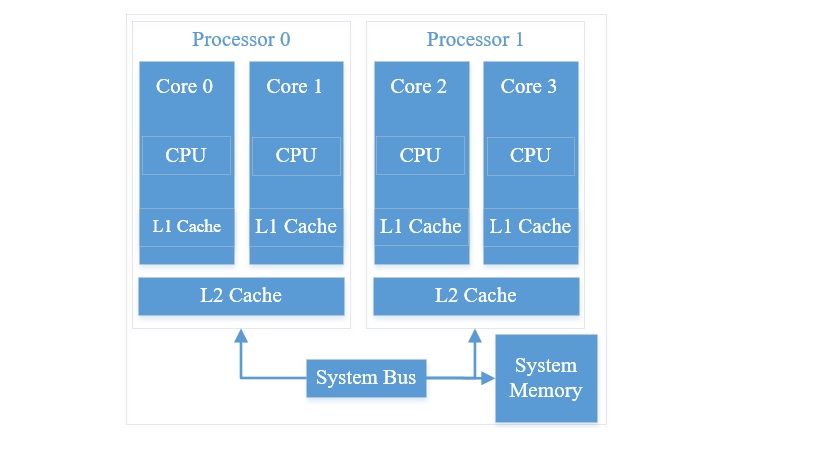 Processor 0
Processor 1
Core 0
Core 1
Core 2
Core 3
CPU
CPU
CPU
CPU
L1 Cache
L1 Cache
L1 Cache
L1 Cache
L2 Cache
L2 Cache
System Bus
System
Memory